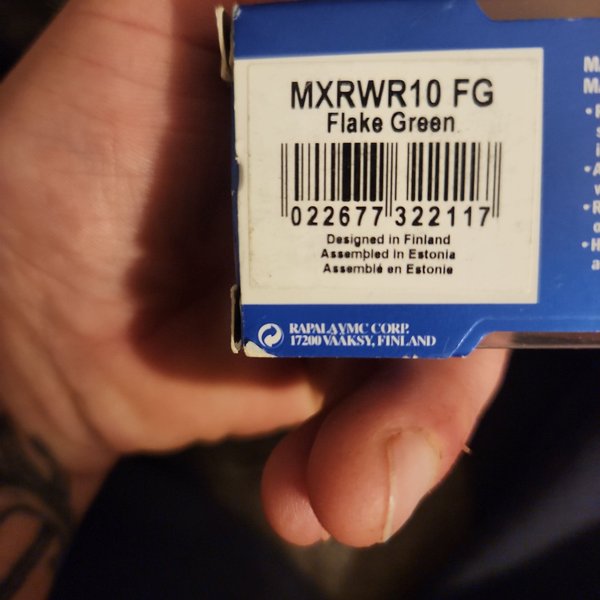 MXRWR10 FG
Flake Green
022677 322117
Designed in Finland
Assembled in Estonia
Assemblé en Estonie
RAPALA VMC CORP.
17200 VÄÄKSY, FINLAND